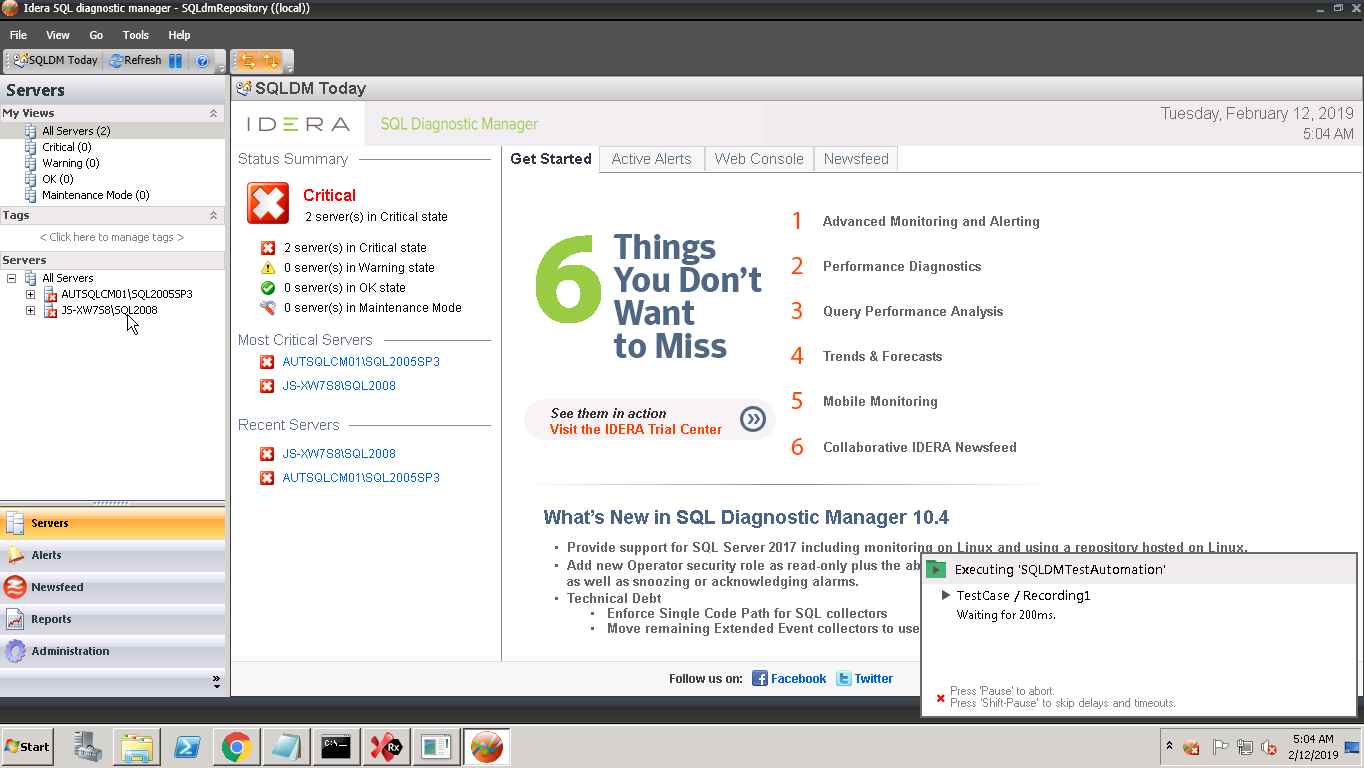 Idera SQL diagnostic manager - SQLdmRepository ((local))
File View Go Tools Help
SQLDM Today Refresh
Servers
My Views
All Servers (2)
Critical (0)
Warning (0)
OK (0)
Maintenance Mode (0)
Tags
< Click here to manage tags >
Servers
All Servers
AUTSQLCM01\SQL2005SP3
JS-XW7S8\SQL2008
Servers
Alerts
Newsfeed
Reports
Administration
SQLDM Today
IDERA SQL Diagnostic Manager
Tuesday, February 12, 2019
5:04 AM
Status Summary
Critical
2 server(s) in Critical state
2 server(s) in Critical state
0 server(s) in Warning state
0 server(s) in OK state
0 server(s) in Maintenance Mode
Most Critical Servers
AUTSQLCM01\SQL2005SP3
JS-XW7S8\SQL2008
Recent Servers
JS-XW7S8\SQL2008
AUTSQLCM01\SQL2005SP3
Get Started Active Alerts Web Console Newsfeed
6 Things
You Don't
Want
to Miss
See them in action
Visit the IDERA Trial Center
1 Advanced Monitoring and Alerting
2 Performance Diagnostics
3 Query Performance Analysis
4 Trends & Forecasts
5 Mobile Monitoring
6 Collaborative IDERA Newsfeed
What's New in SQL Diagnostic Manager 10.4
• Provide support for SQL Server 2017 including monitoring on Linux and using a repository hosted on Linux.
• Add new Operator security role as read-only plus the ab
as well as snoozing or acknowledging alarms.
• Technical Debt
• Enforce Single Code Path for SQL collectors
• Move remaining Extended Event collectors to use
Follow us on: Facebook Twitter
Executing 'SQLDMTestAutomation'
TestCase / Recording1
Waiting for 200ms.
Press 'Pause' to abort.
Press 'Shift-Pause' to skip delays and timeouts.
Start
C:\_
Rx
5:04 AM
2/12/2019